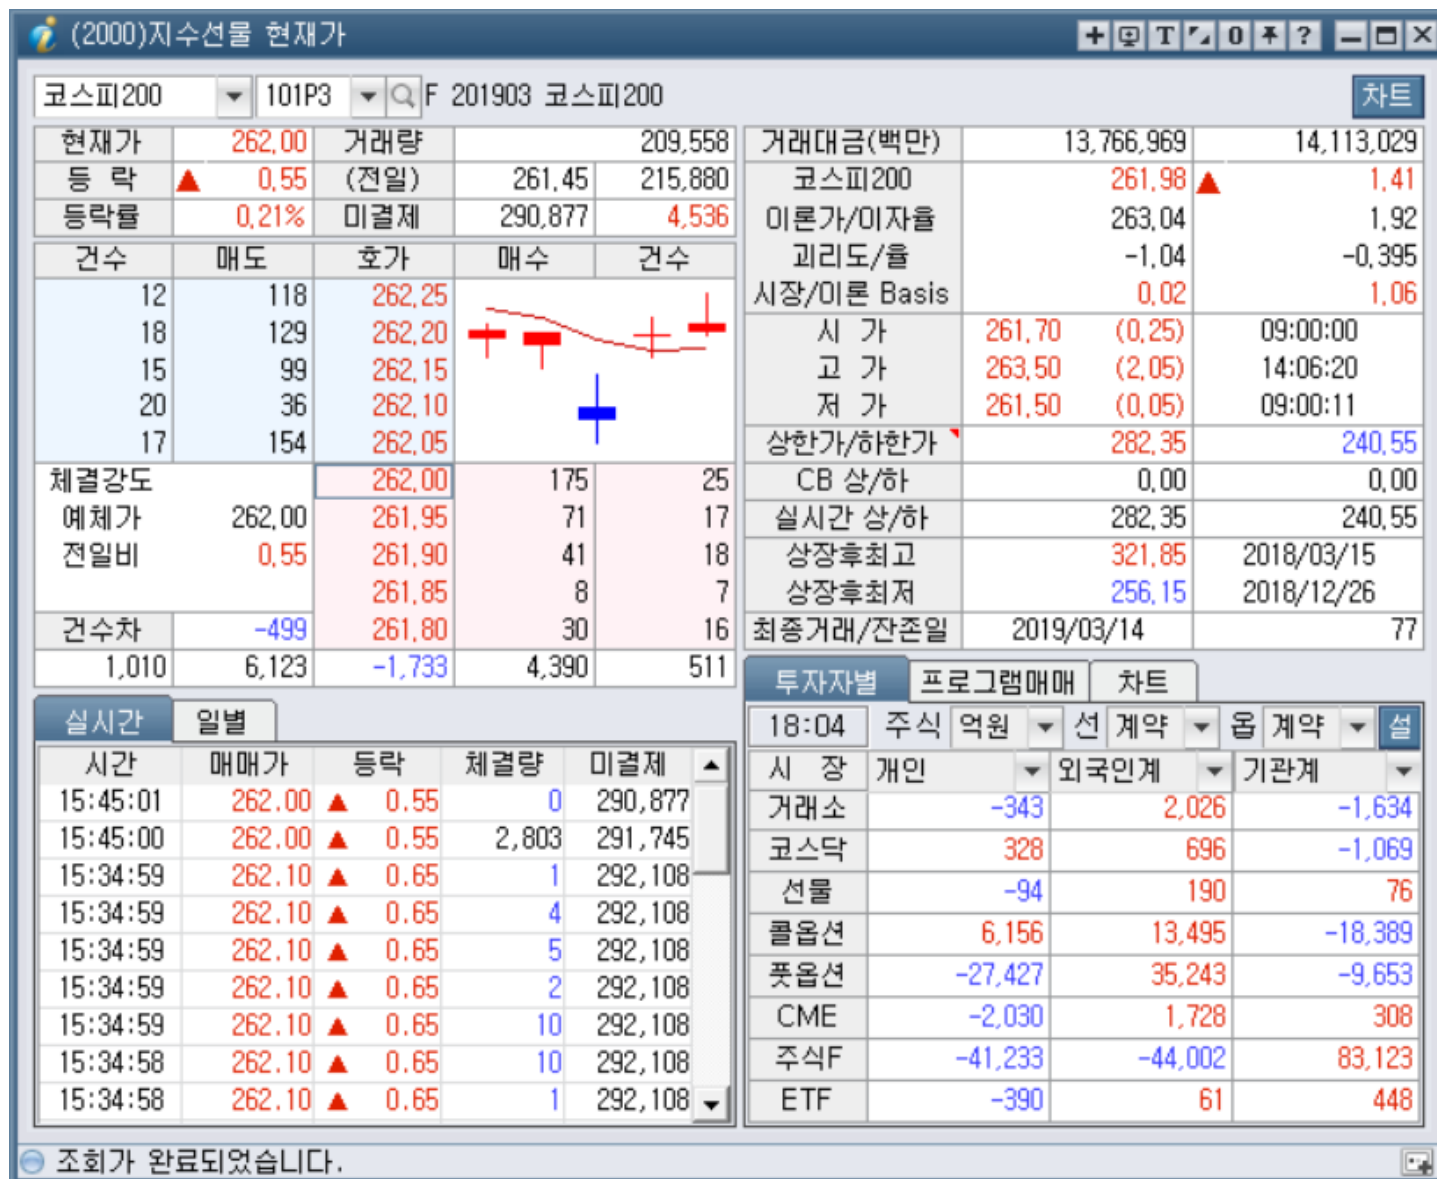 (2000)지수선물 현재가
코스피200 101P3 F 201903 코스피200 차트
현재가 262.00 거래량 209,558
등 락 ▲ 0.55 (전일) 261.45 215,880
등락률 0.21% 미결제 290,877 4,536
건수 매도 호가 매수 건수
12 118 262.25
18 129 262.20
15 99 262.15
20 36 262.10
17 154 262.05
체결강도 262.00 175 25
예체가 262.00 261.95 71 17
전일비 0.55 261.90 41 18
261.85 8 7
건수차 -499 261.80 30 16
1,010 6,123 -1,733 4,390 511
거래대금(백만) 13,766,969 14,113,029
코스피200 261.98 ▲ 1.41
이론가/이자율 263.04 1.92
괴리도/율 -1.04 -0.395
시장/이론 Basis 0.02 1.06
시 가 261.70 (0.25) 09:00:00
고 가 263.50 (2.05) 14:06:20
저 가 261.50 (0.05) 09:00:11
상한가/하한가 282.35 240.55
CB 상/하 0.00 0.00
실시간 상/하 282.35 240.55
상장후최고 321.85 2018/03/15
상장후최저 256.15 2018/12/26
최종거래/잔존일 2019/03/14 77
실시간 일별
시간 매매가 등락 체결량 미결제
15:45:01 262.00 ▲ 0.55 0 290,877
15:45:00 262.00 ▲ 0.55 2,803 291,745
15:34:59 262.10 ▲ 0.65 1 292,108
15:34:59 262.10 ▲ 0.65 4 292,108
15:34:59 262.10 ▲ 0.65 5 292,108
15:34:59 262.10 ▲ 0.65 2 292,108
15:34:59 262.10 ▲ 0.65 10 292,108
15:34:58 262.10 ▲ 0.65 10 292,108
15:34:58 262.10 ▲ 0.65 1 292,108
투자자별 프로그램매매 차트
18:04 주식 억원 선 계약 옵 계약 설
시 장 개인 외국인계 기관계
거래소 -343 2,026 -1,634
코스닥 328 696 -1,069
선물 -94 190 76
콜옵션 6,156 13,495 -18,389
풋옵션 -27,427 35,243 -9,653
CME -2,030 1,728 308
주식F -41,233 -44,002 83,123
ETF -390 61 448
조회가 완료되었습니다.